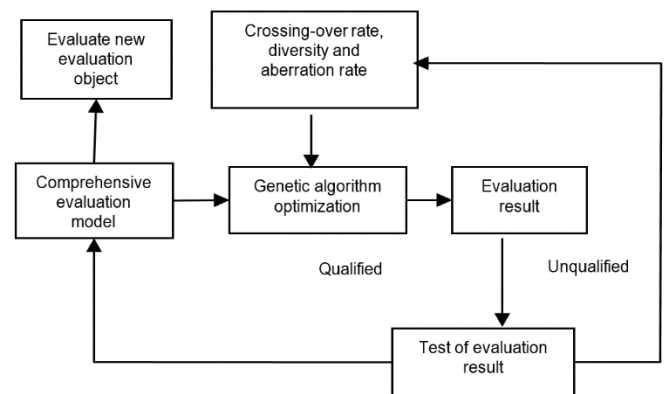 Evaluate new
evaluation
object
Crossing-over rate,
diversity and
aberration rate
Comprehensive
evaluation
model
Genetic algorithm
optimization
Evaluation
result
Qualified
Unqualified
Test of evaluation
result